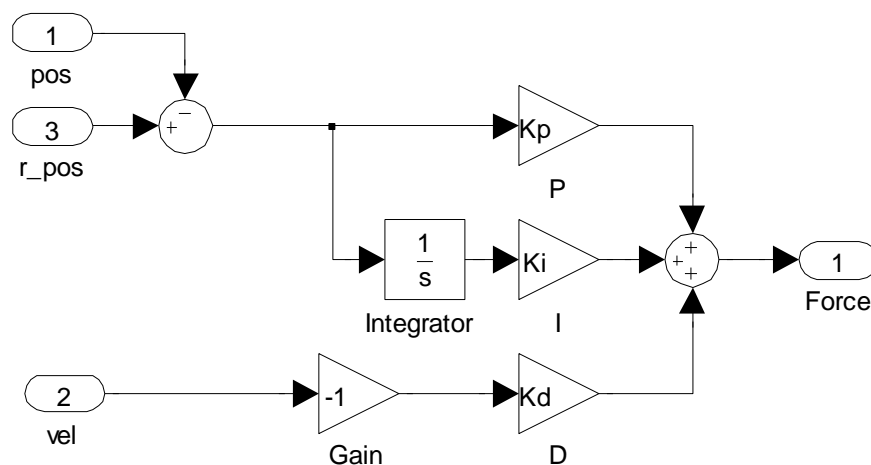 1
pos
3
r_pos
−
+
Kp
P
1
s
Integrator
Ki
I
+
+
+
1
Force
2
vel
-1
Gain
Kd
D